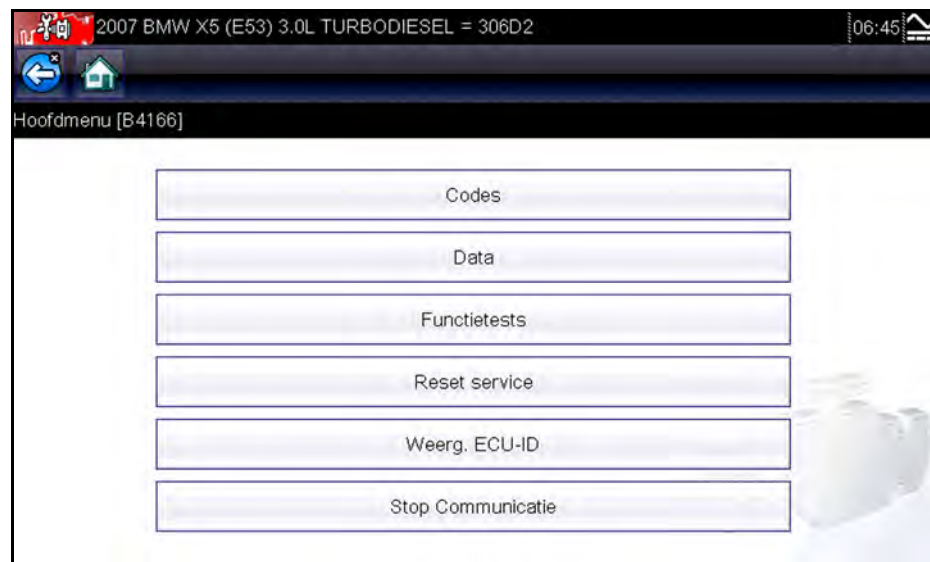 2007 BMW X5 (E53) 3.0L TURBODIESEL = 306D2 06:45
Hoofdmenu [B4166]
Codes
Data
Functietests
Reset service
Weerg. ECU-ID
Stop Communicatie